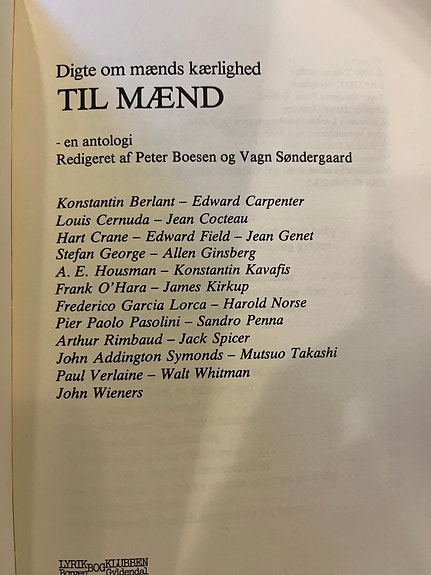 Digte om mænds kærlighed
TIL MÆND
- en antologi
Redigeret af Peter Boesen og Vagn Søndergaard
Konstantin Berlant – Edward Carpenter
Louis Cernuda – Jean Cocteau
Hart Crane – Edward Field – Jean Genet
Stefan George – Allen Ginsberg
A. E. Housman – Konstantin Kavafis
Frank O'Hara – James Kirkup
Frederico Garcia Lorca – Harold Norse
Pier Paolo Pasolini – Sandro Penna
Arthur Rimbaud – Jack Spicer
John Addington Symonds – Mutsuo Takashi
Paul Verlaine – Walt Whitman
John Wieners
LYRIKBOGKLUBBEN
Borgen Gyldendal